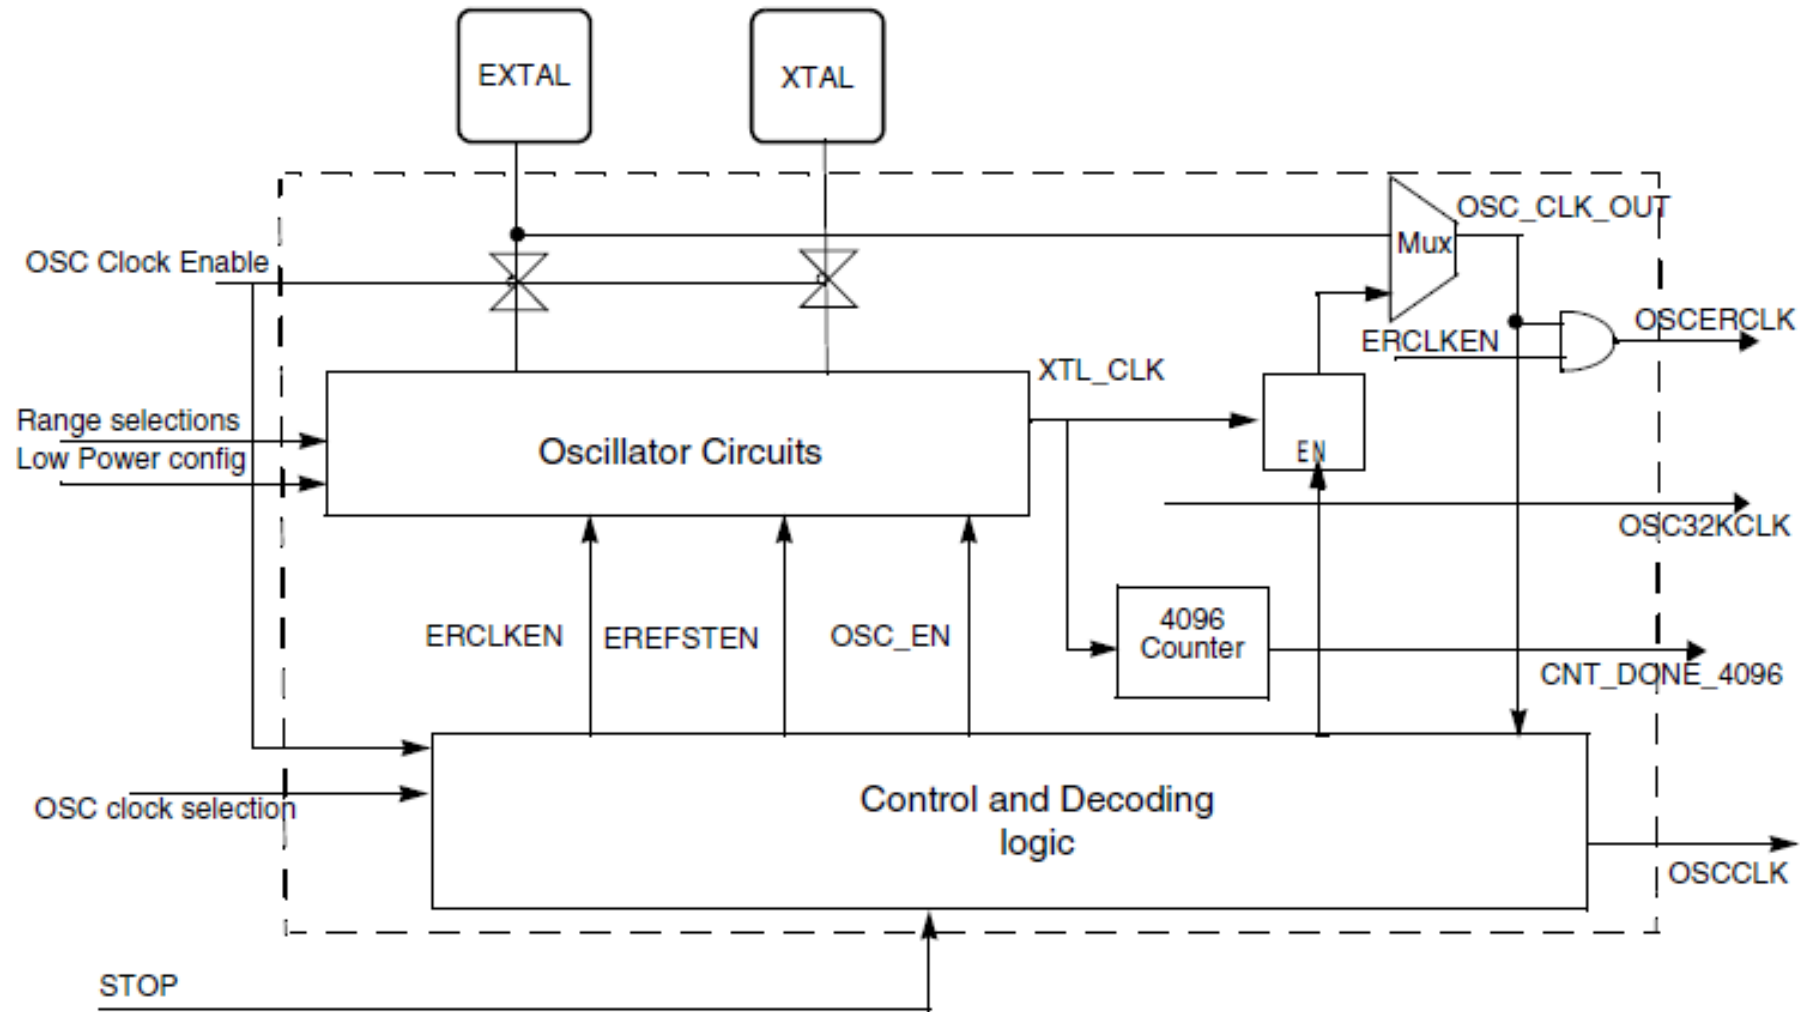 EXTAL
XTAL
OSC_CLK_OUT
Mux
OSC Clock Enable
OSCERCLK
ERCLKEN
XTL_CLK
Range selections
Low Power config
Oscillator Circuits
EN
OSC32KCLK
4096
Counter
ERCLKEN
EREFSTEN
OSC_EN
CNT_DONE_4096
Control and Decoding
logic
OSC clock selection
OSCCLK
STOP